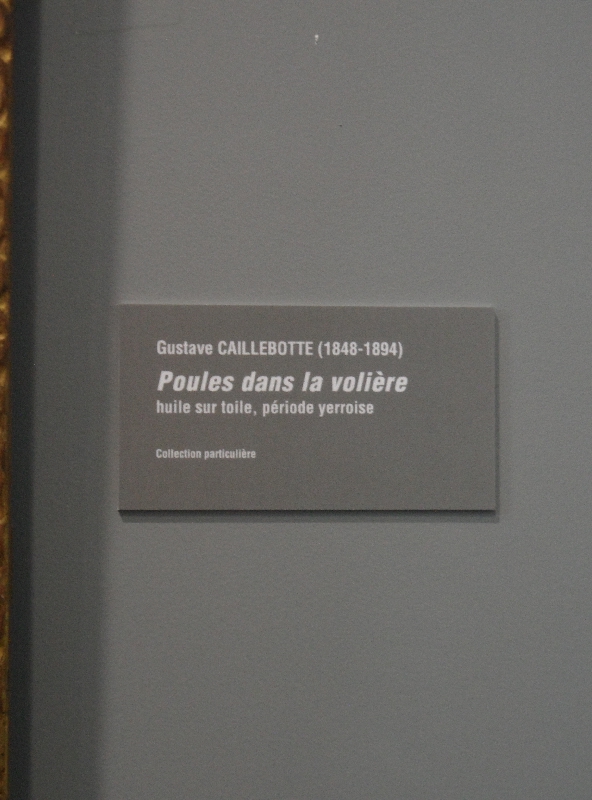 Gustave CAILLEBOTTE (1848-1894)
Poules dans la volière
huile sur toile, période yerroise
Collection particulière